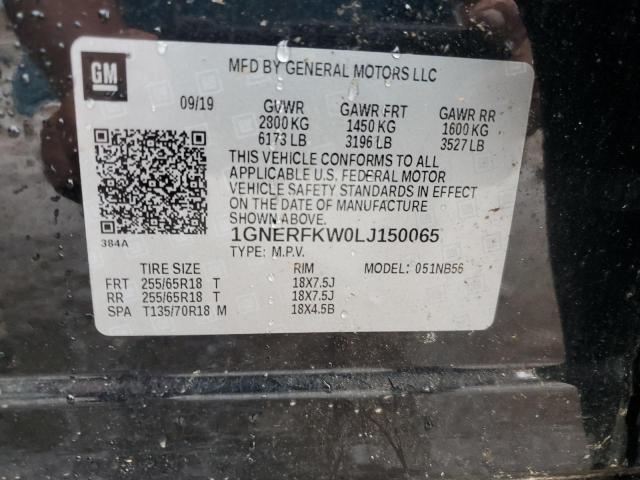 GM
MFD BY GENERAL MOTORS LLC
09/19 GVWR GAWR FRT GAWR RR
2800 KG 1450 KG 1600 KG
6173 LB 3196 LB 3527 LB
THIS VEHICLE CONFORMS TO ALL
APPLICABLE U.S. FEDERAL MOTOR
VEHICLE SAFETY STANDARDS IN EFFECT
ON THE DATE OF MANUFACTURE
SHOWN ABOVE.
384A
1GNERFKW0LJ150065
TYPE: M.P.V. MODEL: 051NB56
TIRE SIZE RIM
FRT 255/65R18 T 18X7.5J
RR 255/65R18 T 18X7.5J
SPA T135/70R18 M 18X4.5B